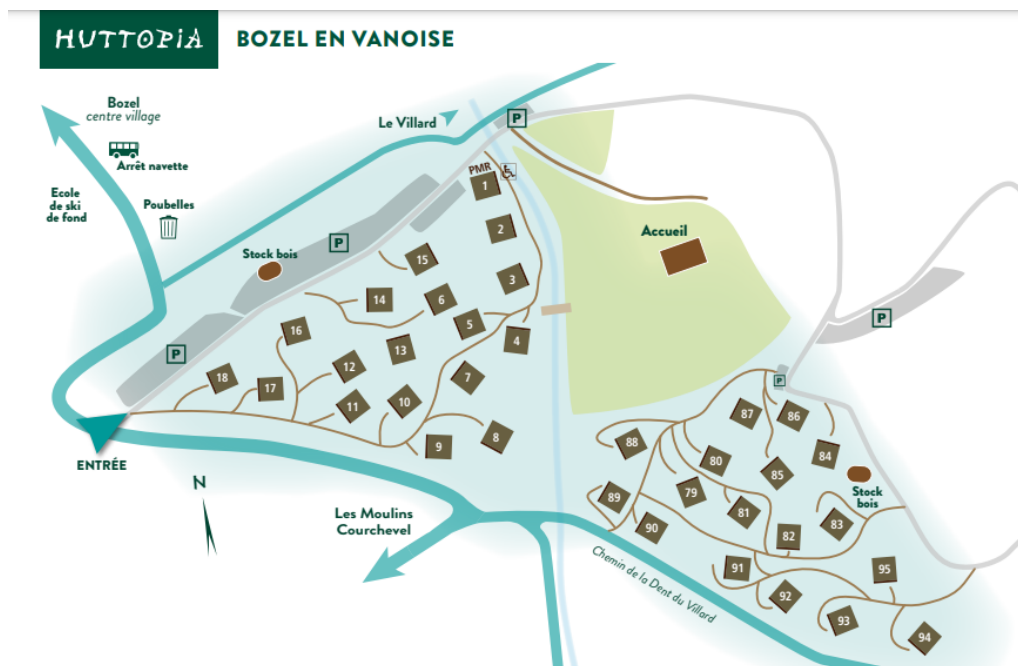 HUTTOPIA
BOZEL EN VANOISE
Bozel
centre village
Arrêt navette
Ecole
de ski
de fond
Poubelles
Le Villard
P
PMR
1
2
3
Stock bois
P
15
14
6
5
4
Accueil
P
P
16
13
12
7
18
17
11
10
9
8
ENTRÉE
N
Les Moulins
Courchevel
P
87
86
88
80
85
84
Stock
bois
89
79
81
83
90
82
91
95
92
93
94
Chemin de la Dent du Villard